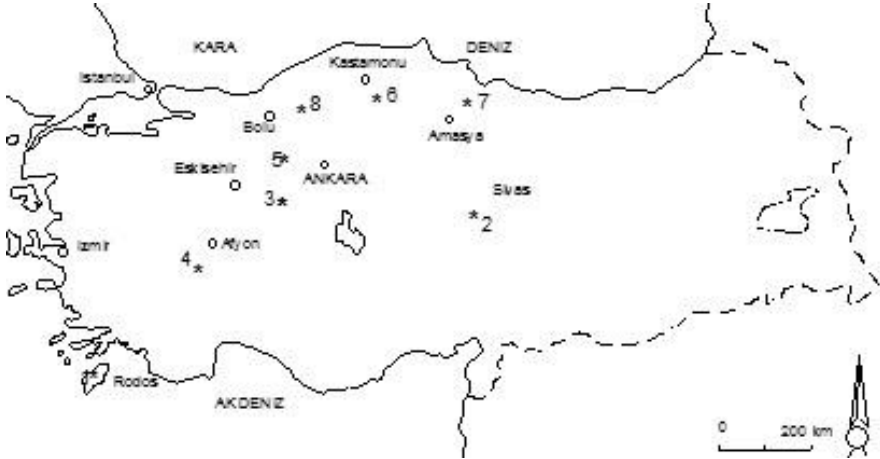 KARA DENIZ
Kastamonu
Istanbul
* 6
* 7
* 8
Bolu
Amasya
5 *
Eskisehir
ANKARA
3 *
Sivas
* 2
Afyon
Izmir
4 *
Rodos
AKDENIZ
0 200 km